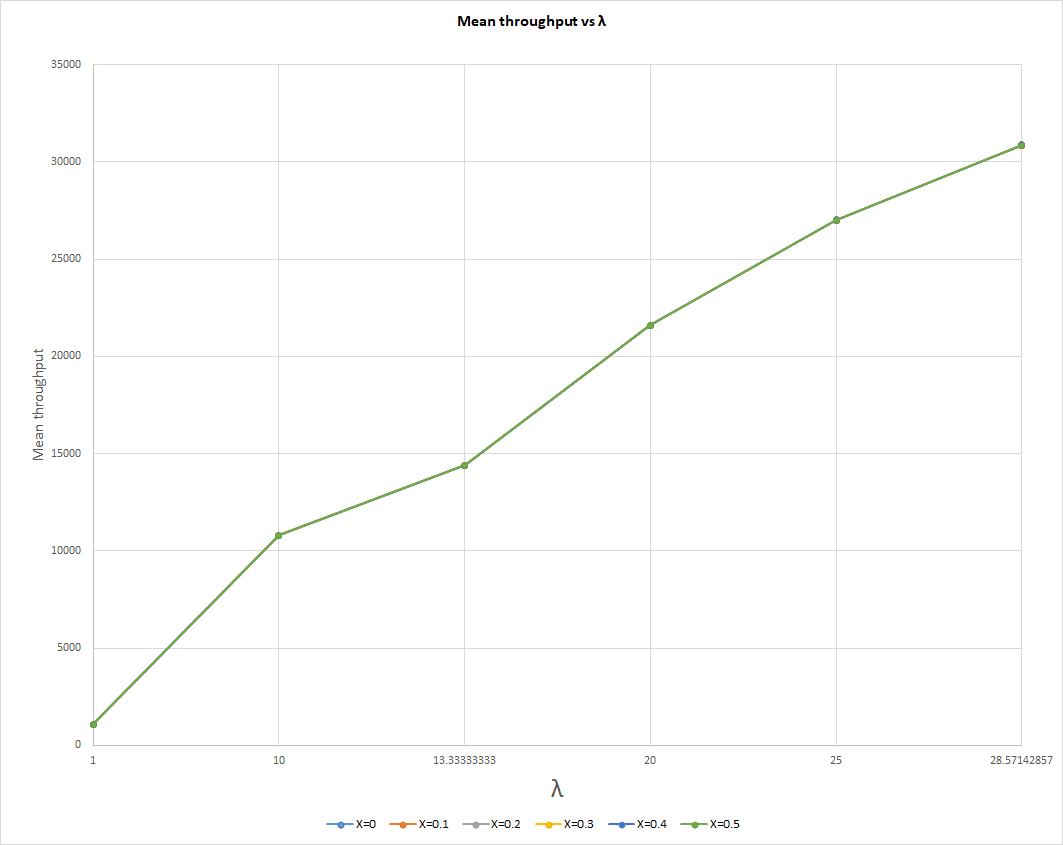 Mean throughput vs λ
35000
30000
25000
20000
15000
10000
5000
0
Mean throughput
1 10 13.33333333 20 25 28.57142857
λ
X=0 X=0.1 X=0.2 X=0.3 X=0.4 X=0.5